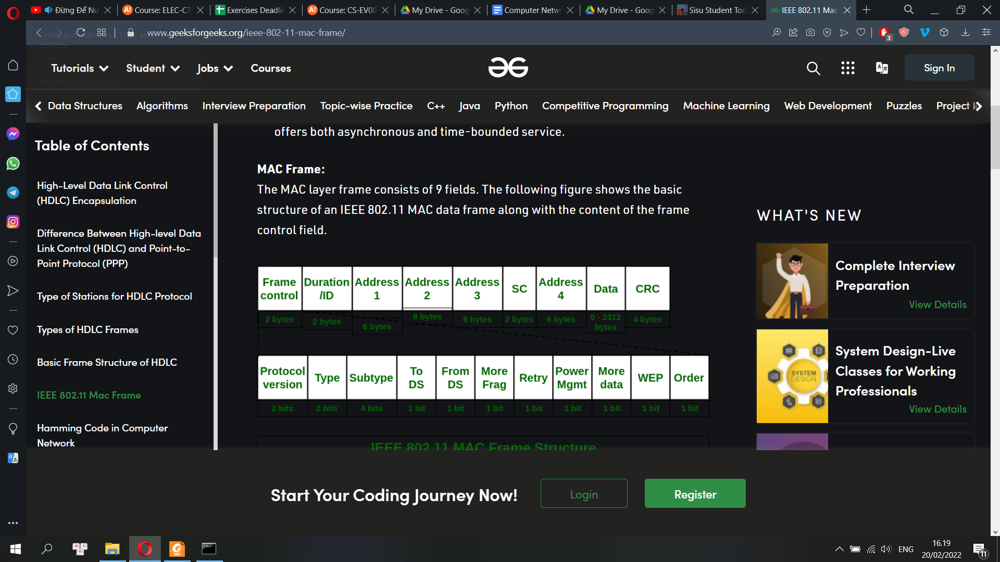 Đừng Để Nư
Course: ELEC-C7
Exercises Deadlin
Course: CS-EV00
My Drive - Goog
Computer Netwo
My Drive - Goog
Sisu Student Too
IEEE 802.11 Mac
www.geeksforgeeks.org/ieee-802-11-mac-frame/
3
YouTube
This tab is playing audio.
Tutorials
Student
Jobs
Courses
Sign In
Data Structures
Algorithms
Interview Preparation
Topic-wise Practice
C++
Java
Python
Competitive Programming
Machine Learning
Web Development
Puzzles
Project
Table of Contents
High-Level Data Link Control
(HDLC) Encapsulation
Difference Between High-level Data
Link Control (HDLC) and Point-to-
Point Protocol (PPP)
Type of Stations for HDLC Protocol
Types of HDLC Frames
Basic Frame Structure of HDLC
IEEE 802.11 Mac Frame
Hamming Code in Computer
Network
offers both asynchronous and time-bounded service.
MAC Frame:
The MAC layer frame consists of 9 fields. The following figure shows the basic
structure of an IEEE 802.11 MAC data frame along with the content of the frame
control field.
Frame control
Duration /ID
Address 1
Address 2
Address 3
SC
Address 4
Data
CRC
2 bytes
2 bytes
6 bytes
6 bytes
6 bytes
2 bytes
6 bytes
0 - 2312 bytes
4 bytes
Protocol version
Type
Subtype
To DS
From DS
More Frag
Retry
Power Mgmt
More data
WEP
Order
2 bits
2 bits
4 bits
1 bit
1 bit
1 bit
1 bit
1 bit
1 bit
1 bit
1 bit
IEEE 802.11 MAC Frame Structure
WHAT'S NEW
Complete Interview
Preparation
View Details
SYSTEM
DESIGN
System Design-Live
Classes for Working
Professionals
View Details
Start Your Coding Journey Now!
Login
Register
ENG
16.19
20/02/2022
11